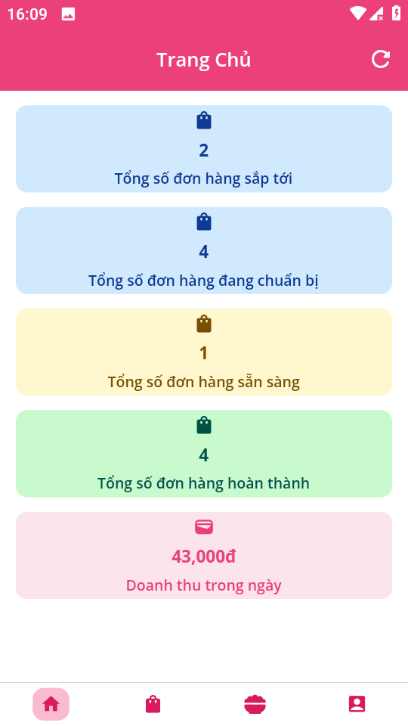 16:09
Trang Chủ
2
Tổng số đơn hàng sắp tới
4
Tổng số đơn hàng đang chuẩn bị
1
Tổng số đơn hàng sẵn sàng
4
Tổng số đơn hàng hoàn thành
43,000đ
Doanh thu trong ngày